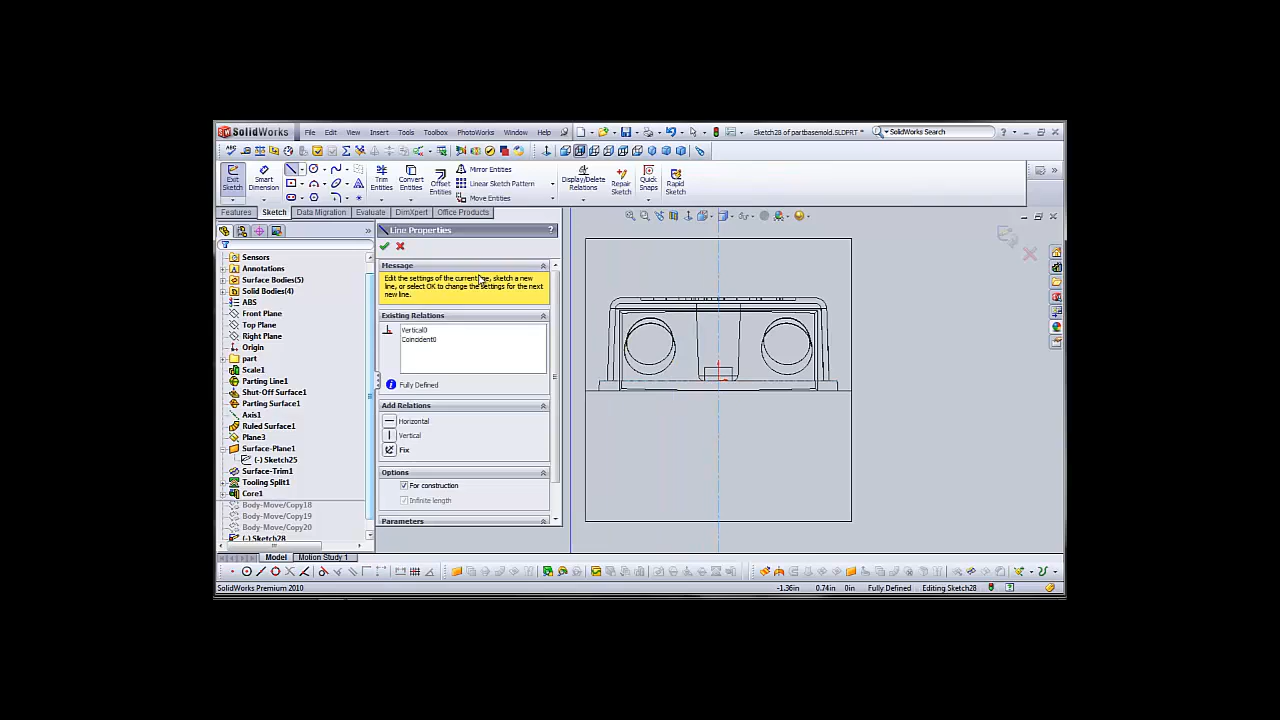 SolidWorks File Edit View Insert Tools Toolbox PhotoWorks Window Help Sketch28 of partbasemold.SLDPRT * SolidWorks Search
Exit Sketch
Smart Dimension
Trim Entities
Convert Entities
Offset Entities
Mirror Entities
Linear Sketch Pattern
Move Entities
Display/Delete Relations
Repair Sketch
Quick Snaps
Rapid Sketch
Features Sketch Data Migration Evaluate DimXpert Office Products
Sensors
Annotations
Surface Bodies(5)
Solid Bodies(4)
ABS
Front Plane
Top Plane
Right Plane
Origin
part
Scale1
Parting Line1
Shut-Off Surface1
Parting Surface1
Axis1
Ruled Surface1
Plane3
Surface-Plane1
(-) Sketch25
Surface-Trim1
Tooling Split1
Core1
Body-Move/Copy18
Body-Move/Copy19
Body-Move/Copy20
(-) Sketch28
Line Properties ?
Message
Edit the settings of the current line, sketch a new
line, or select OK to change the settings for the next
new line.
Existing Relations
Vertical0
Coincident0
Fully Defined
Add Relations
Horizontal
Vertical
Fix
Options
For construction
Infinite length
Parameters
Model Motion Study 1
SolidWorks Premium 2010 -1.36in 0.74in 0in Fully Defined Editing Sketch28